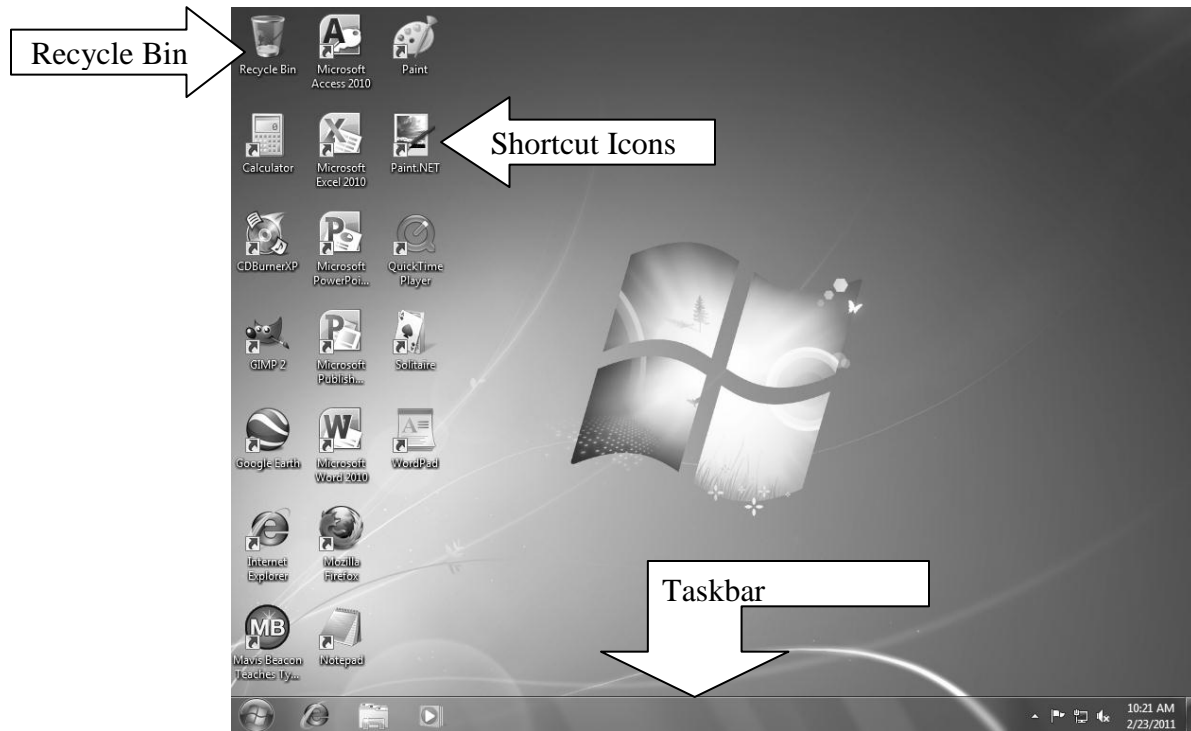 Recycle Bin
Recycle Bin
Microsoft
Access 2010
Paint
Calculator
Microsoft
Excel 2010
Paint.NET
Shortcut Icons
CDBurnerXP
Microsoft
PowerPoi...
QuickTime
Player
GIMP 2
Microsoft
Publish...
Solitaire
Google Earth
Microsoft
Word 2010
WordPad
Internet
Explorer
Mozilla
Firefox
Taskbar
MB
Mavis Beacon
Teaches Ty...
Notepad
10:21 AM
2/23/2011